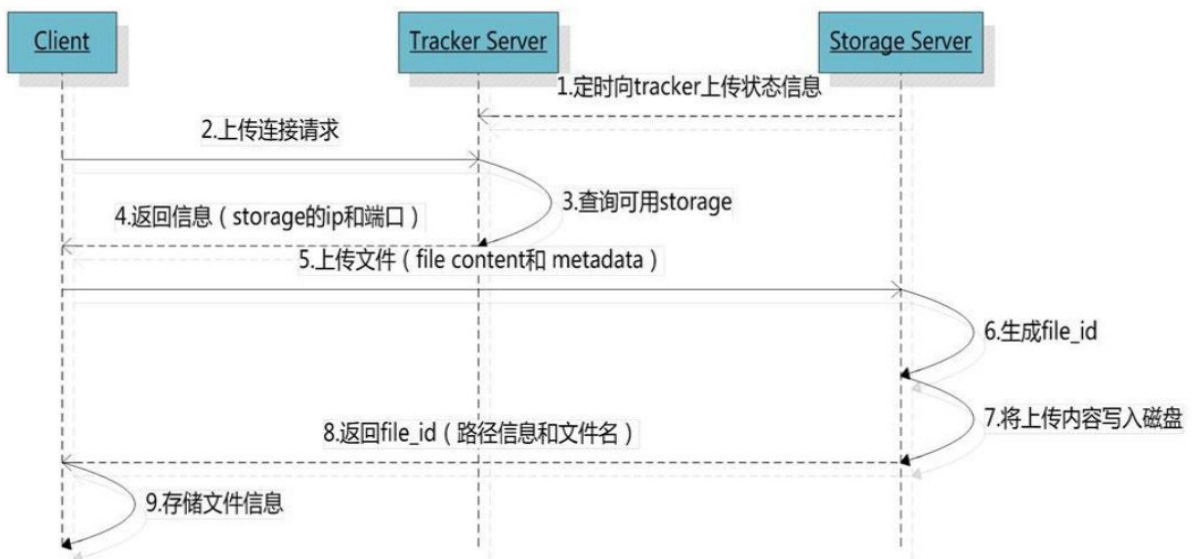 Client
Tracker Server
Storage Server
1.定时向tracker上传状态信息
2.上传连接请求
3.查询可用storage
4.返回信息（storage的ip和端口）
5.上传文件（file content和 metadata）
6.生成file_id
7.将上传内容写入磁盘
8.返回file_id（路径信息和文件名）
9.存储文件信息